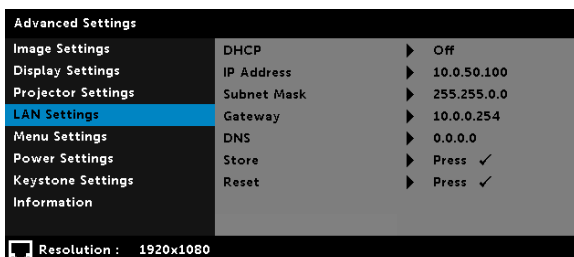 Advanced Settings
Image Settings
Display Settings
Projector Settings
LAN Settings
Menu Settings
Power Settings
Keystone Settings
Information
DHCP Off
IP Address 10.0.50.100
Subnet Mask 255.255.0.0
Gateway 10.0.0.254
DNS 0.0.0.0
Store Press ✓
Reset Press ✓
Resolution : 1920x1080